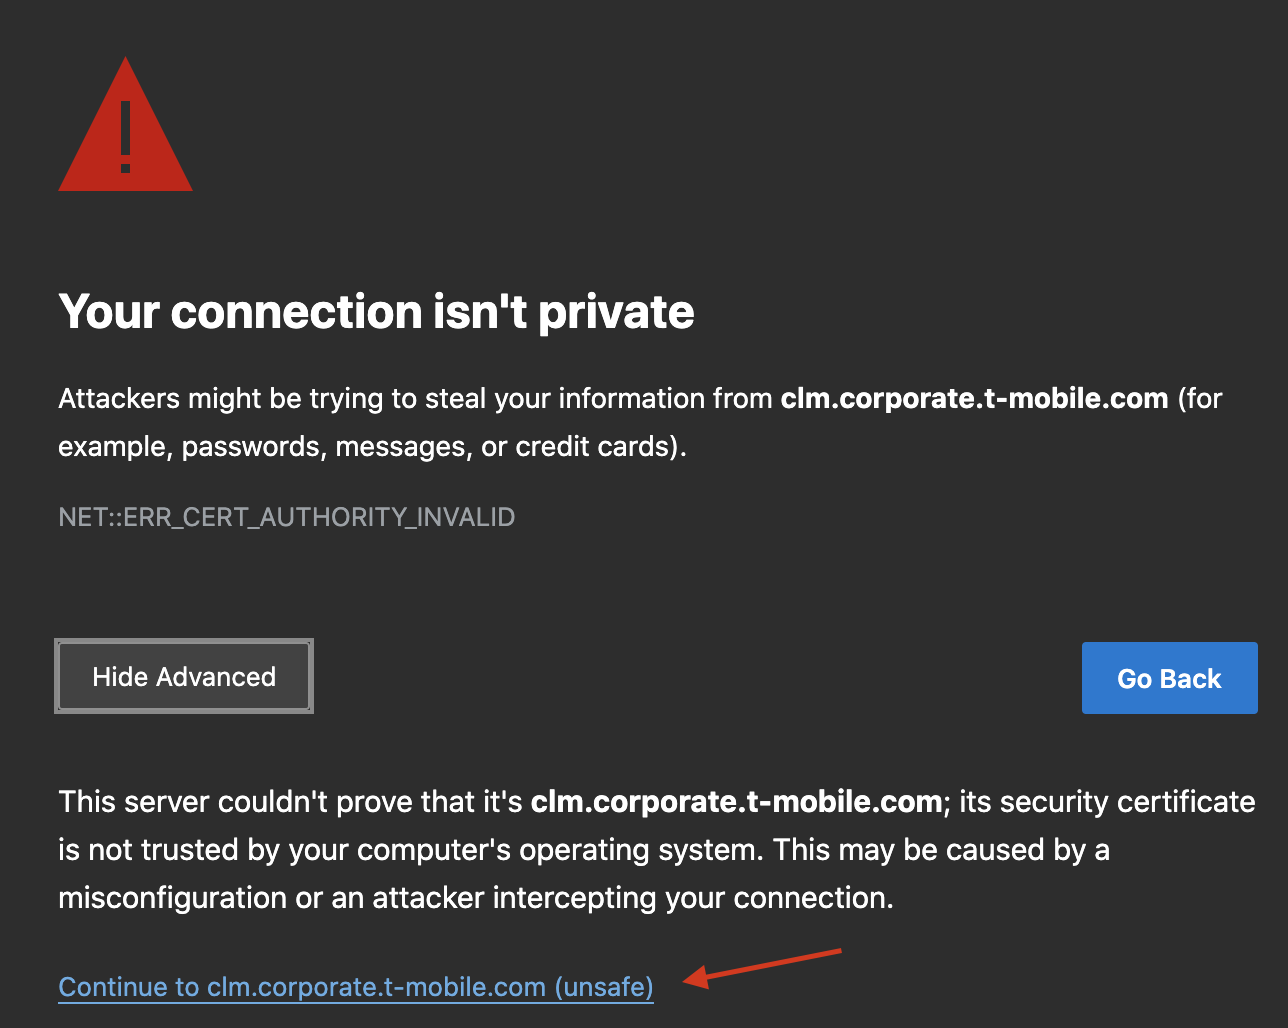 Your connection isn't private
Attackers might be trying to steal your information from clm.corporate.t-mobile.com (for
example, passwords, messages, or credit cards).
NET::ERR_CERT_AUTHORITY_INVALID
Hide Advanced
Go Back
This server couldn't prove that it's clm.corporate.t-mobile.com; its security certificate
is not trusted by your computer's operating system. This may be caused by a
misconfiguration or an attacker intercepting your connection.
Continue to clm.corporate.t-mobile.com (unsafe)